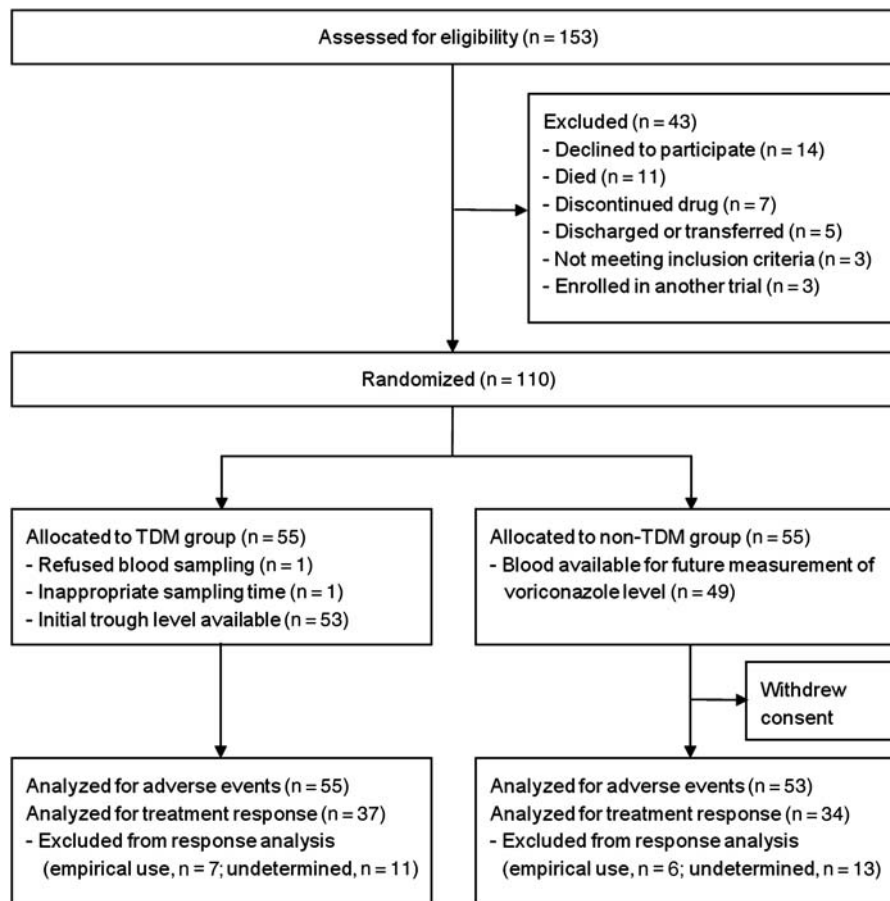 Assessed for eligibility (n = 153)
Excluded (n = 43)
- Declined to participate (n = 14)
- Died (n = 11)
- Discontinued drug (n = 7)
- Discharged or transferred (n = 5)
- Not meeting inclusion criteria (n = 3)
- Enrolled in another trial (n = 3)
Randomized (n = 110)
Allocated to TDM group (n = 55)
- Refused blood sampling (n = 1)
- Inappropriate sampling time (n = 1)
- Initial trough level available (n = 53)
Allocated to non-TDM group (n = 55)
- Blood available for future measurement of
voriconazole level (n = 49)
Withdrew
consent
Analyzed for adverse events (n = 55)
Analyzed for treatment response (n = 37)
- Excluded from response analysis
(empirical use, n = 7; undetermined, n = 11)
Analyzed for adverse events (n = 53)
Analyzed for treatment response (n = 34)
- Excluded from response analysis
(empirical use, n = 6; undetermined, n = 13)